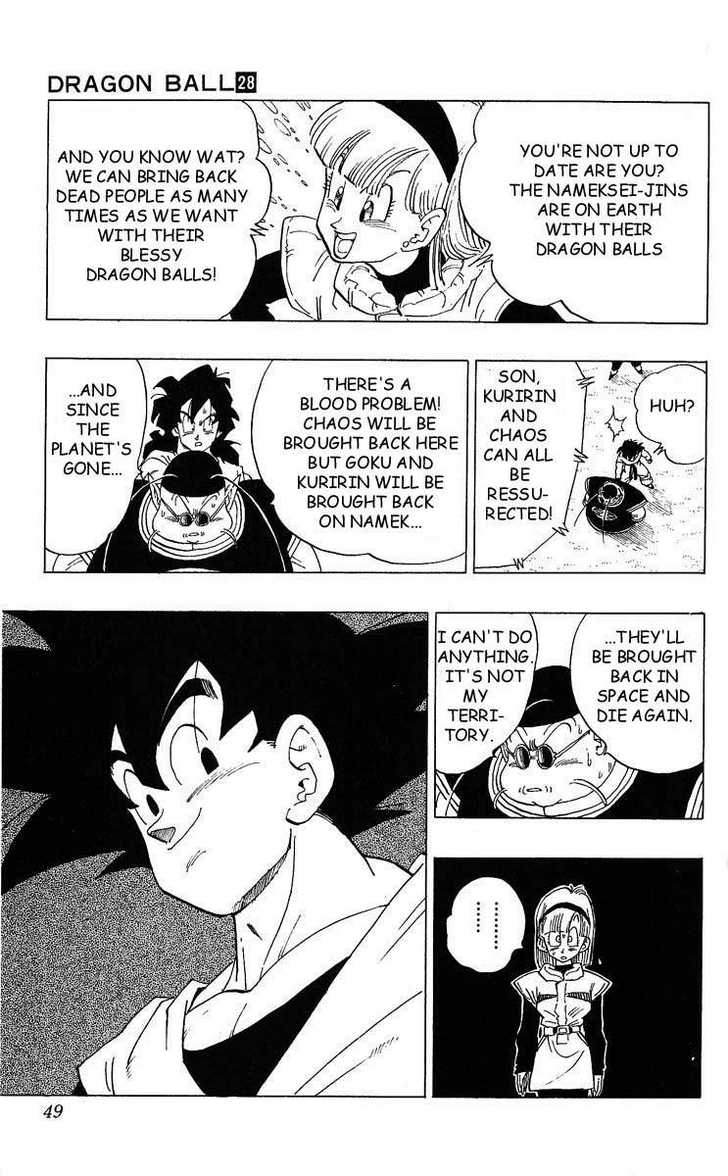 DRAGON BALL 28
YOU'RE NOT UP TO
DATE ARE YOU?
THE NAMEKSEI-JINS
ARE ON EARTH
WITH THEIR
DRAGON BALLS
AND YOU KNOW WAT?
WE CAN BRING BACK
DEAD PEOPLE AS MANY
TIMES AS WE WANT
WITH THEIR
BLESSY
DRAGON BALLS!
HUH?
SON,
KURIRIN
AND
CHAOS
CAN ALL
BE
RESSU-
RECTED!
THERE'S A
BLOOD PROBLEM!
CHAOS WILL BE
BROUGHT BACK HERE
BUT GOKU AND
KURIRIN WILL BE
BROUGHT BACK
ON NAMEK...
...AND
SINCE
THE
PLANET'S
GONE...
...THEY'LL
BE BROUGHT
BACK IN
SPACE AND
DIE AGAIN.
I CAN'T DO
ANYTHING.
IT'S NOT
MY
TERRI-
TORY.
49